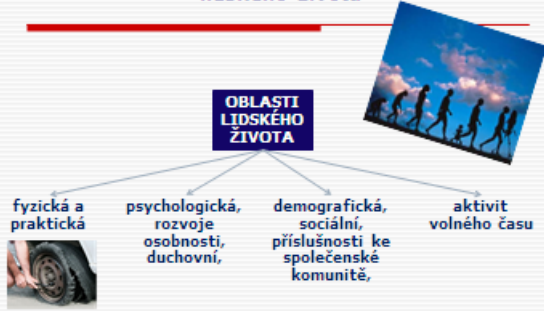 OBLASTI
LIDSKÉHO
ŽIVOTA
fyzická a
praktická
psychologická,
rozvoje
osobnosti,
duchovní,
demografická,
sociální,
příslušnosti ke
společenské
komunitě,
aktivit
volného času